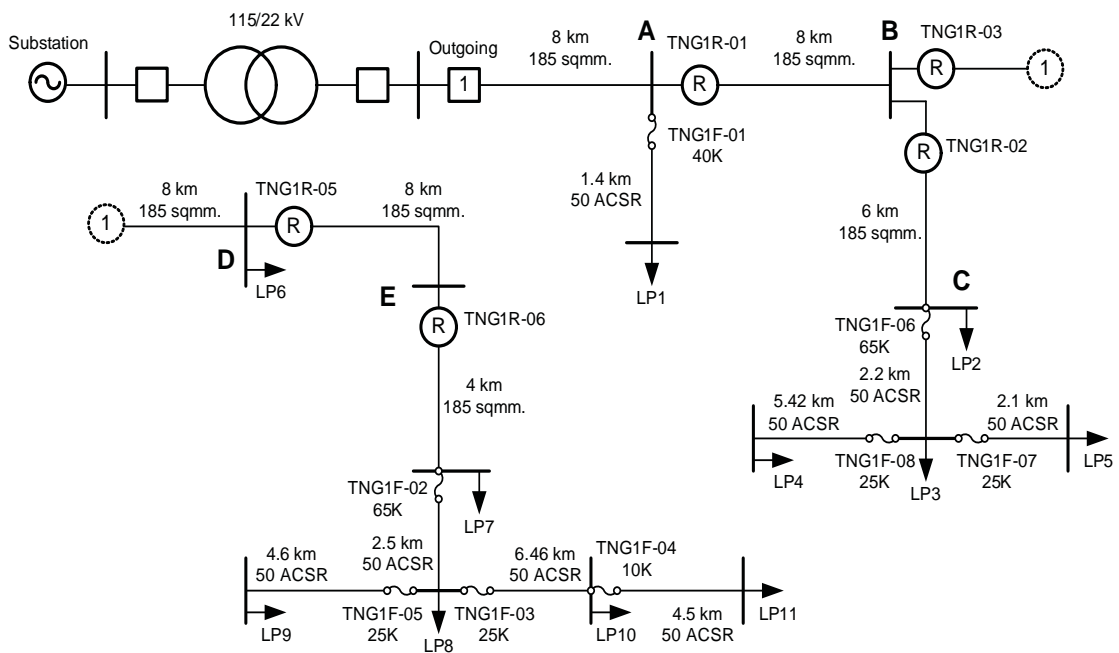 115/22 kV
Substation
Outgoing
1
8 km
185 sqmm.
A
TNG1R-01
R
8 km
185 sqmm.
B
TNG1R-03
R
1
TNG1F-01
40K
TNG1R-02
R
1.4 km
50 ACSR
LP1
6 km
185 sqmm.
C
TNG1F-06
65K
LP2
2.2 km
50 ACSR
5.42 km
50 ACSR
2.1 km
50 ACSR
TNG1F-08
25K
TNG1F-07
25K
LP4
LP3
LP5
8 km
185 sqmm.
TNG1R-05
8 km
185 sqmm.
1
R
D
LP6
E
R
TNG1R-06
4 km
185 sqmm.
TNG1F-02
65K
LP7
4.6 km
50 ACSR
2.5 km
50 ACSR
6.46 km
50 ACSR
TNG1F-04
10K
TNG1F-05
25K
TNG1F-03
25K
4.5 km
50 ACSR
LP9
LP8
LP10
LP11